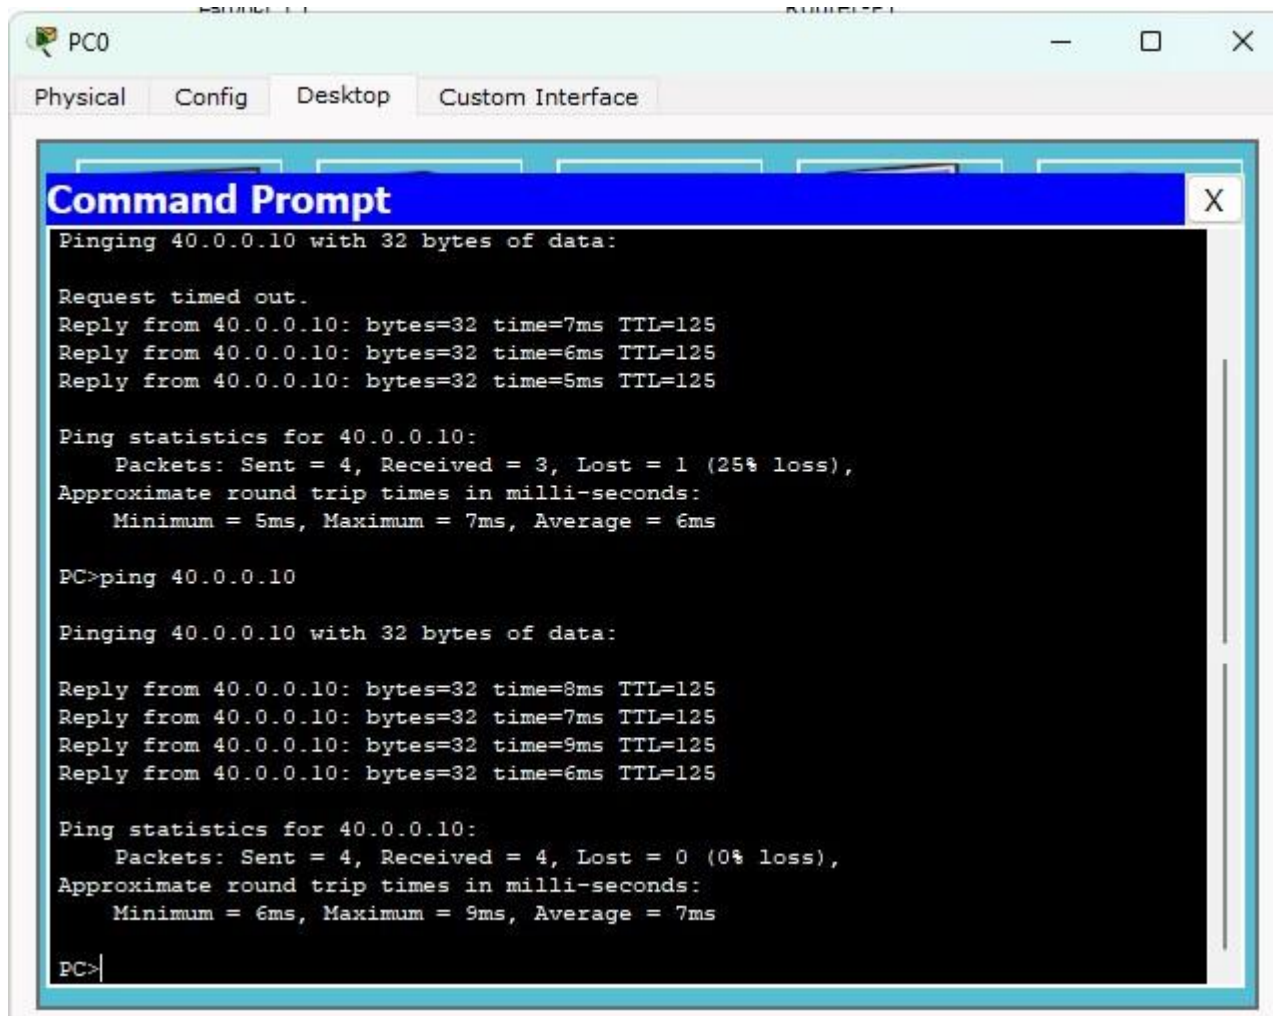 PC0
Physical Config Desktop Custom Interface
Command Prompt X
Pinging 40.0.0.10 with 32 bytes of data:
Request timed out.
Reply from 40.0.0.10: bytes=32 time=7ms TTL=125
Reply from 40.0.0.10: bytes=32 time=6ms TTL=125
Reply from 40.0.0.10: bytes=32 time=5ms TTL=125
Ping statistics for 40.0.0.10:
Packets: Sent = 4, Received = 3, Lost = 1 (25% loss),
Approximate round trip times in milli-seconds:
Minimum = 5ms, Maximum = 7ms, Average = 6ms
PC>ping 40.0.0.10
Pinging 40.0.0.10 with 32 bytes of data:
Reply from 40.0.0.10: bytes=32 time=8ms TTL=125
Reply from 40.0.0.10: bytes=32 time=7ms TTL=125
Reply from 40.0.0.10: bytes=32 time=9ms TTL=125
Reply from 40.0.0.10: bytes=32 time=6ms TTL=125
Ping statistics for 40.0.0.10:
Packets: Sent = 4, Received = 4, Lost = 0 (0% loss),
Approximate round trip times in milli-seconds:
Minimum = 6ms, Maximum = 9ms, Average = 7ms
PC>